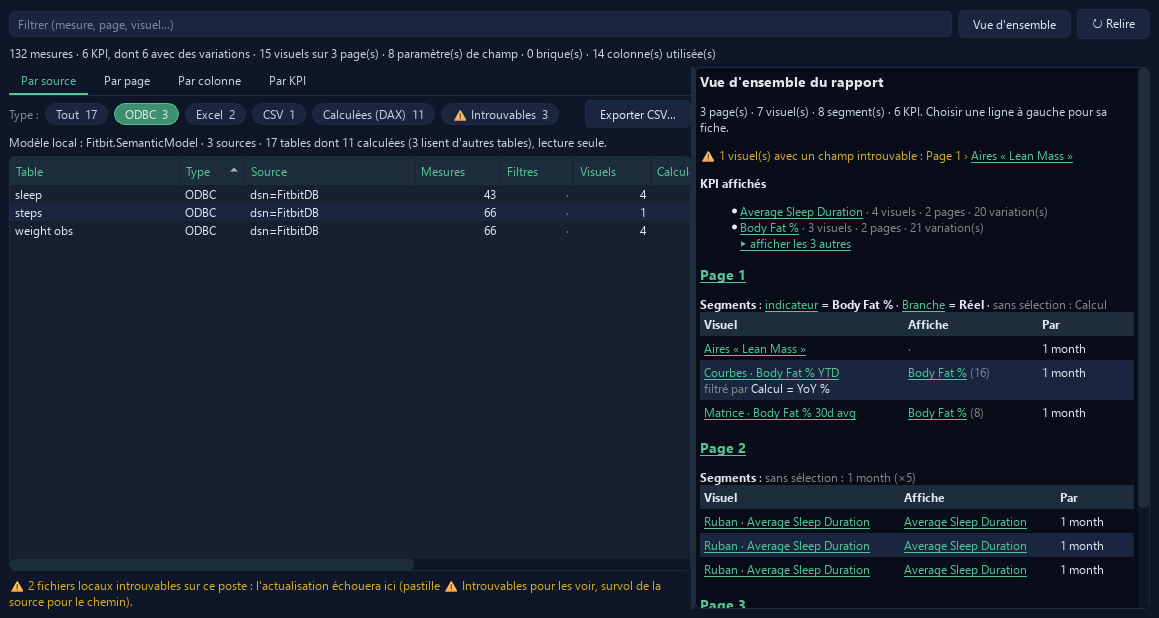 Filtrer (mesure, page, visuel...)
Vue d'ensemble
↻ Relire
132 mesures · 6 KPI, dont 6 avec des variations · 15 visuels sur 3 page(s) · 8 paramètre(s) de champ · 0 brique(s) · 14 colonne(s) utilisée(s)
Par source Par page Par colonne Par KPI
Type : Tout 17 ODBC 3 Excel 2 CSV 1 Calculées (DAX) 11 ⚠ Introuvables 3 Exporter CSV...
Modèle local : Fitbit.SemanticModel · 3 sources · 17 tables dont 11 calculées (3 lisent d'autres tables), lecture seule.
Table Type Source Mesures Filtres Visuels Calcul
sleep ODBC dsn=FitbitDB 43 · 4
steps ODBC dsn=FitbitDB 66 · 1
weight obs ODBC dsn=FitbitDB 66 · 4
⚠ 2 fichiers locaux introuvables sur ce poste : l'actualisation échouera ici (pastille ⚠ Introuvables pour les voir, survol de la
source pour le chemin).
Vue d'ensemble du rapport
3 page(s) · 7 visuel(s) · 8 segment(s) · 6 KPI. Choisir une ligne à gauche pour sa
fiche.
⚠ 1 visuel(s) avec un champ introuvable : Page 1 › Aires « Lean Mass »
KPI affichés
• Average Sleep Duration · 4 visuels · 2 pages · 20 variation(s)
• Body Fat % · 3 visuels · 2 pages · 21 variation(s)
▸ afficher les 3 autres
Page 1
Segments : indicateur = Body Fat % · Branche = Réel · sans sélection : Calcul
Visuel Affiche Par
Aires « Lean Mass » · 1 month
Courbes · Body Fat % YTD Body Fat % (16) 1 month
filtré par Calcul = YoY %
Matrice · Body Fat % 30d avg Body Fat % (8) 1 month
Page 2
Segments : sans sélection : 1 month (×5)
Visuel Affiche Par
Ruban · Average Sleep Duration Average Sleep Duration 1 month
Ruban · Average Sleep Duration Average Sleep Duration 1 month
Ruban · Average Sleep Duration Average Sleep Duration 1 month
Page 3